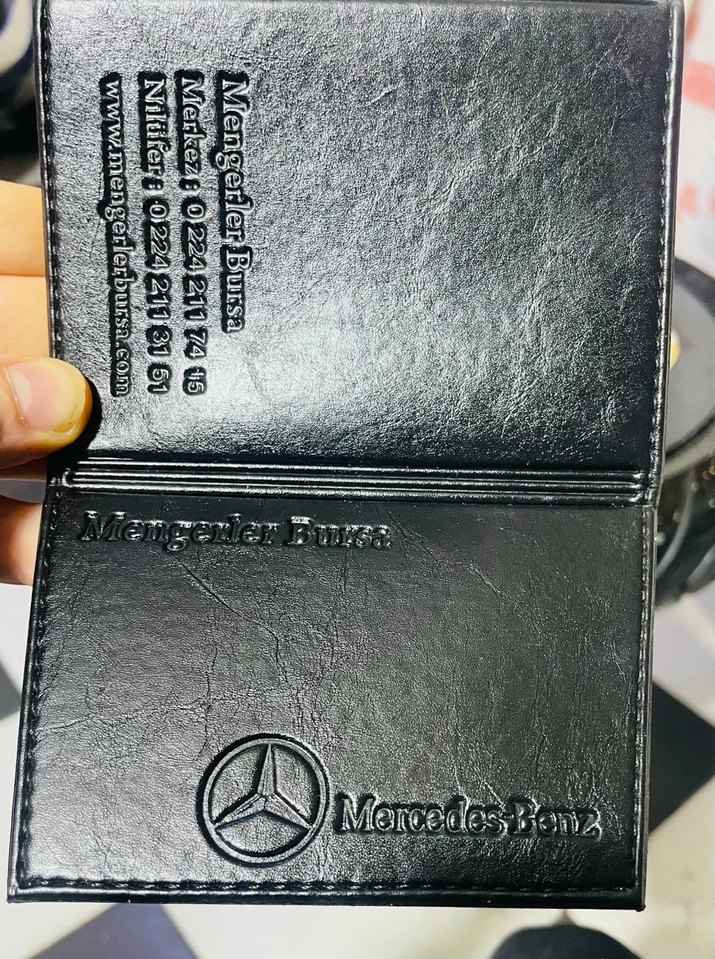 Mengerler Bursa
Merkez : 0 224 211 74 15
Nilüfer : 0 224 211 31 51
www.mengerlerbursa.com
Mengerler Bursa
Mercedes-Benz